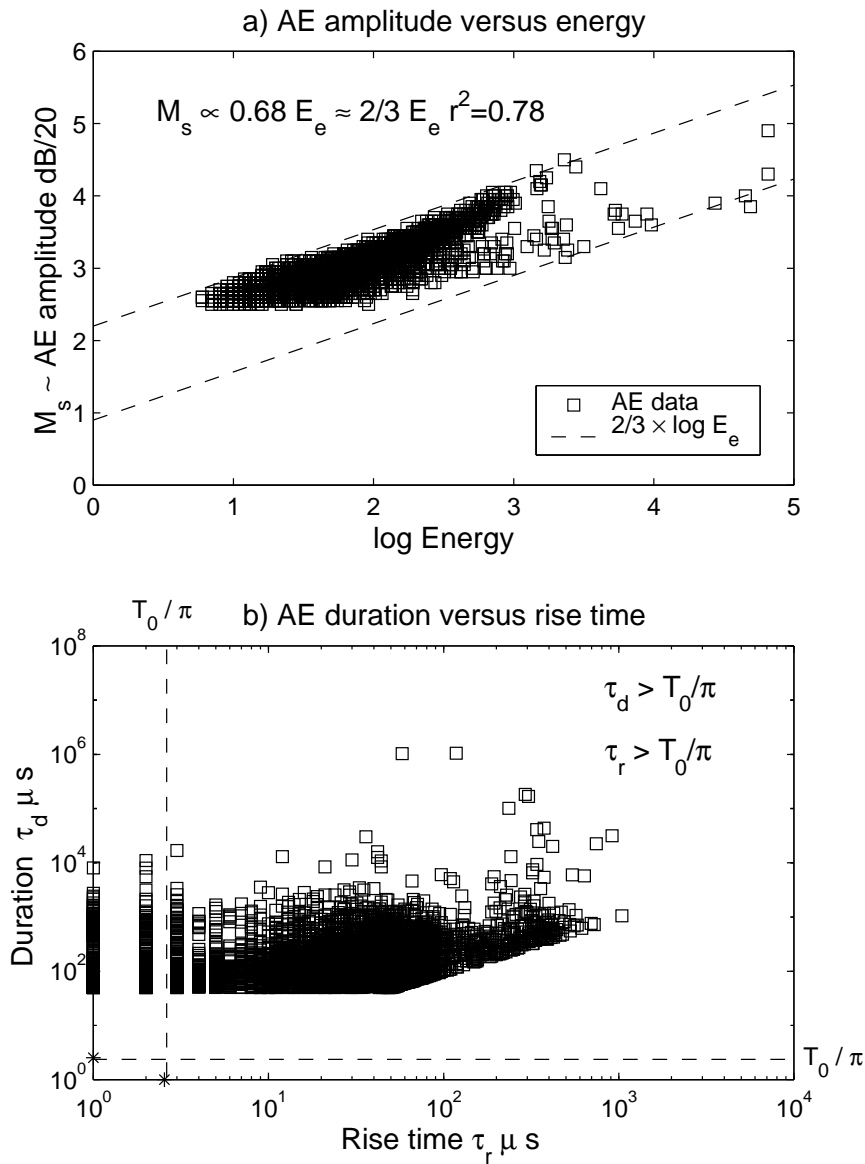 a) AE amplitude versus energy
6
5
4
3
2
1
0
M_s ~ AE amplitude dB/20
M_s ∝ 0.68 E_e ≈ 2/3 E_e r^2=0.78
AE data
2/3 × log E_e
0 1 2 3 4 5
log Energy
T_0 / π
b) AE duration versus rise time
10^8
10^6
10^4
10^2
10^0
Duration τ_d μ s
τ_d > T_0/π
τ_r > T_0/π
T_0 / π
10^0 10^1 10^2 10^3 10^4
Rise time τ_r μ s